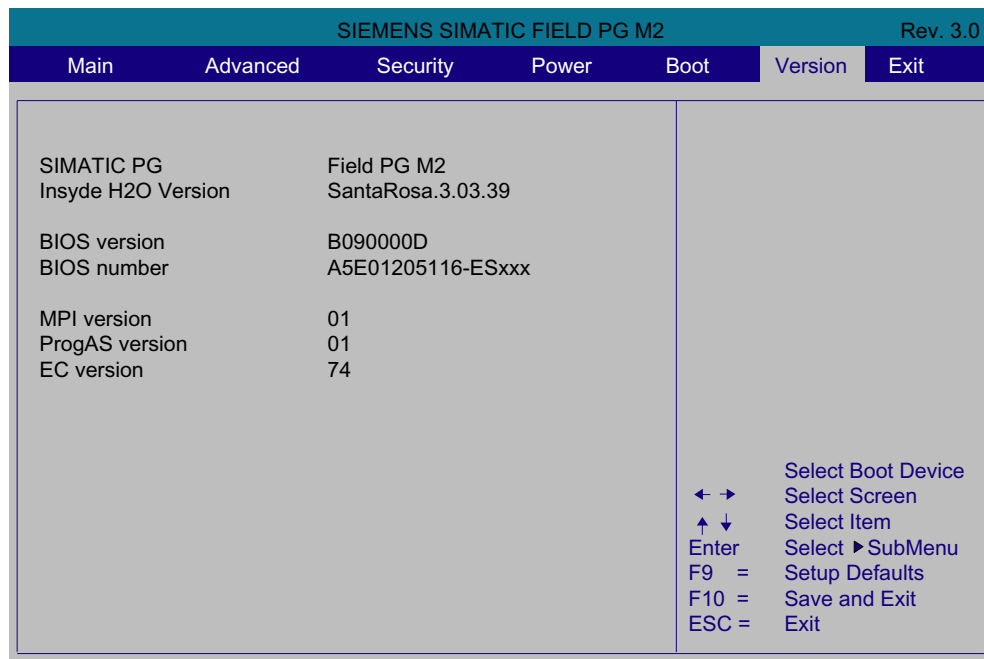 SIEMENS SIMATIC FIELD PG M2 Rev. 3.0
Main Advanced Security Power Boot Version Exit
SIMATIC PG Field PG M2
Insyde H2O Version SantaRosa.3.03.39
BIOS version B090000D
BIOS number A5E01205116-ESxxx
MPI version 01
ProgAS version 01
EC version 74
Select Boot Device
← → Select Screen
↑ ↓ Select Item
Enter Select ▶ SubMenu
F9 = Setup Defaults
F10 = Save and Exit
ESC = Exit